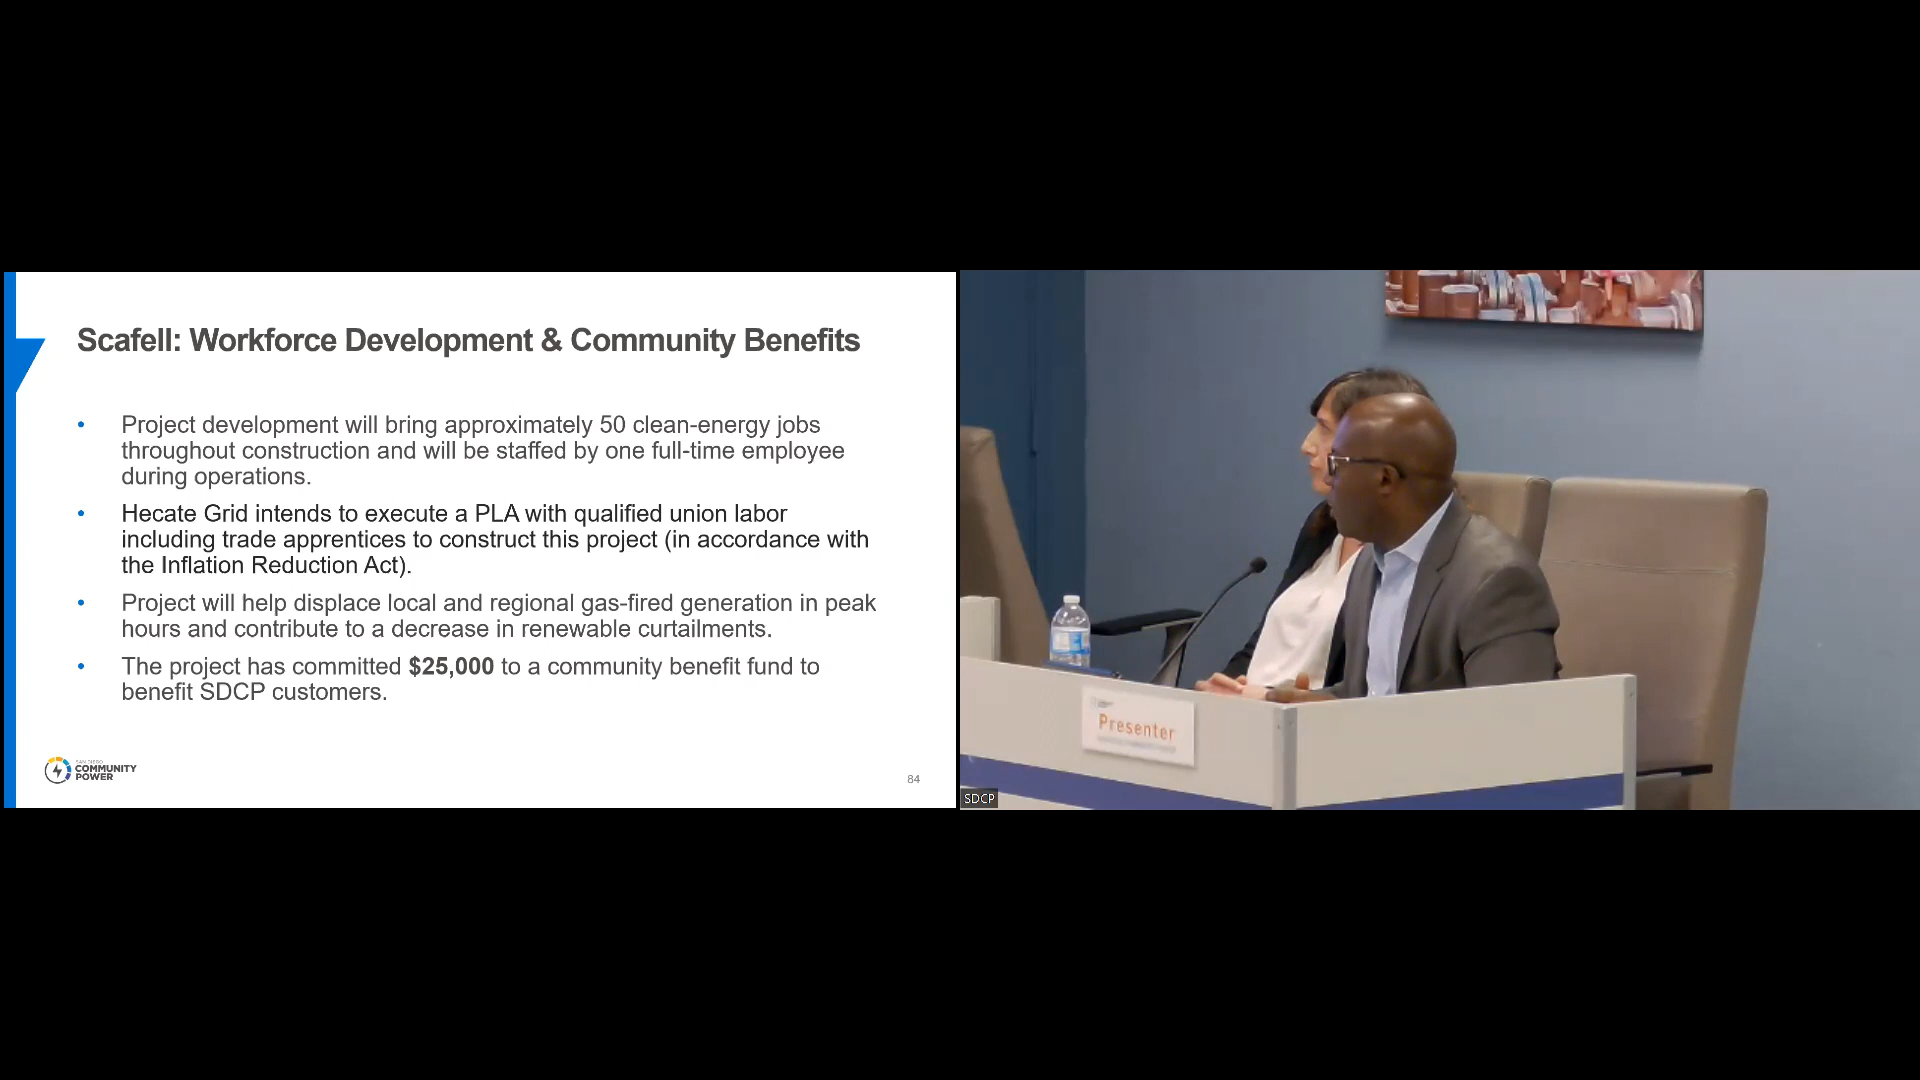 Scafell: Workforce Development & Community Benefits
• Project development will bring approximately 50 clean-energy jobs
throughout construction and will be staffed by one full-time employee
during operations.
• Hecate Grid intends to execute a PLA with qualified union labor
including trade apprentices to construct this project (in accordance with
the Inflation Reduction Act).
• Project will help displace local and regional gas-fired generation in peak
hours and contribute to a decrease in renewable curtailments.
• The project has committed $25,000 to a community benefit fund to
benefit SDCP customers.
SAN DIEGO
COMMUNITY
POWER
84
Presenter
SDCP